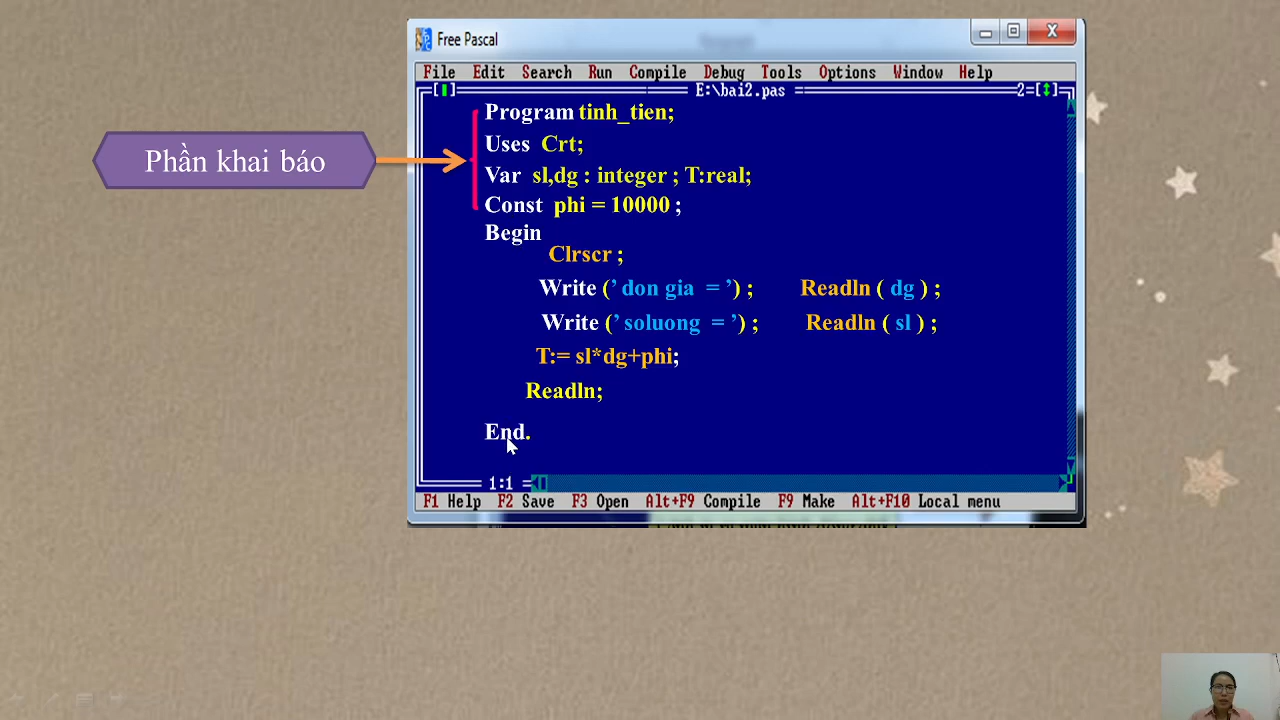 Free Pascal
File Edit Search Run Compile Debug Tools Options Window Help
E:\bai2.pas 2=[↕]
Phần khai báo
Program tinh_tien;
Uses Crt;
Var sl,dg : integer ; T:real;
Const phi = 10000 ;
Begin
Clrscr ;
Write (’ don gia = ’) ; Readln ( dg ) ;
Write (’ soluong = ’) ; Readln ( sl ) ;
T:= sl*dg+phi;
Readln;
End.
1:1
F1 Help F2 Save F3 Open Alt+F9 Compile F9 Make Alt+F10 Local menu